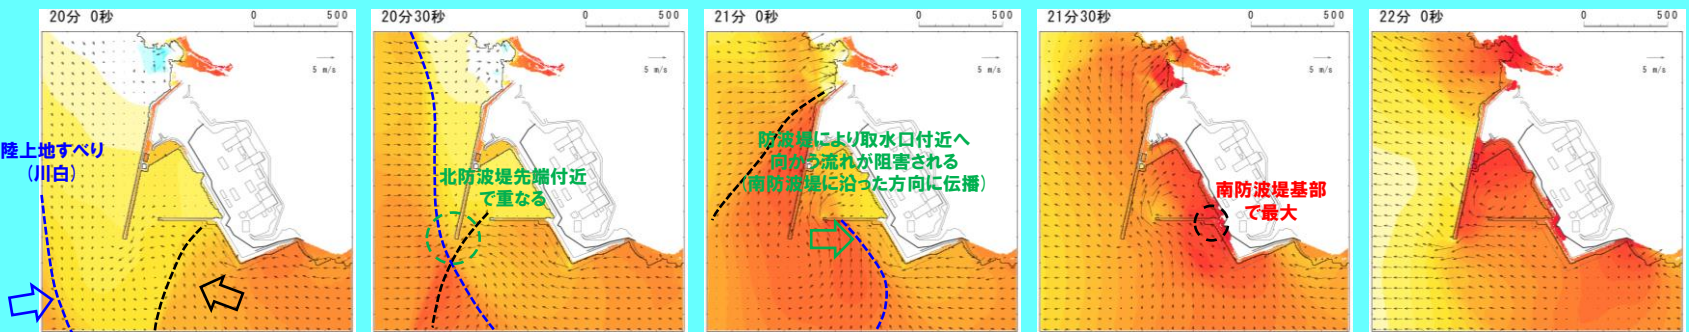 20分 0秒
0 500
5 m/s
陸上地すべり
(川白)
20分30秒
0 500
5 m/s
北防波堤先端付近
で重なる
21分 0秒
0 500
5 m/s
防波堤により取水口付近へ
向かう流れが阻害される
(南防波堤に沿った方向に伝播)
21分30秒
0 500
5 m/s
南防波堤基部
で最大
22分 0秒
0 500
5 m/s